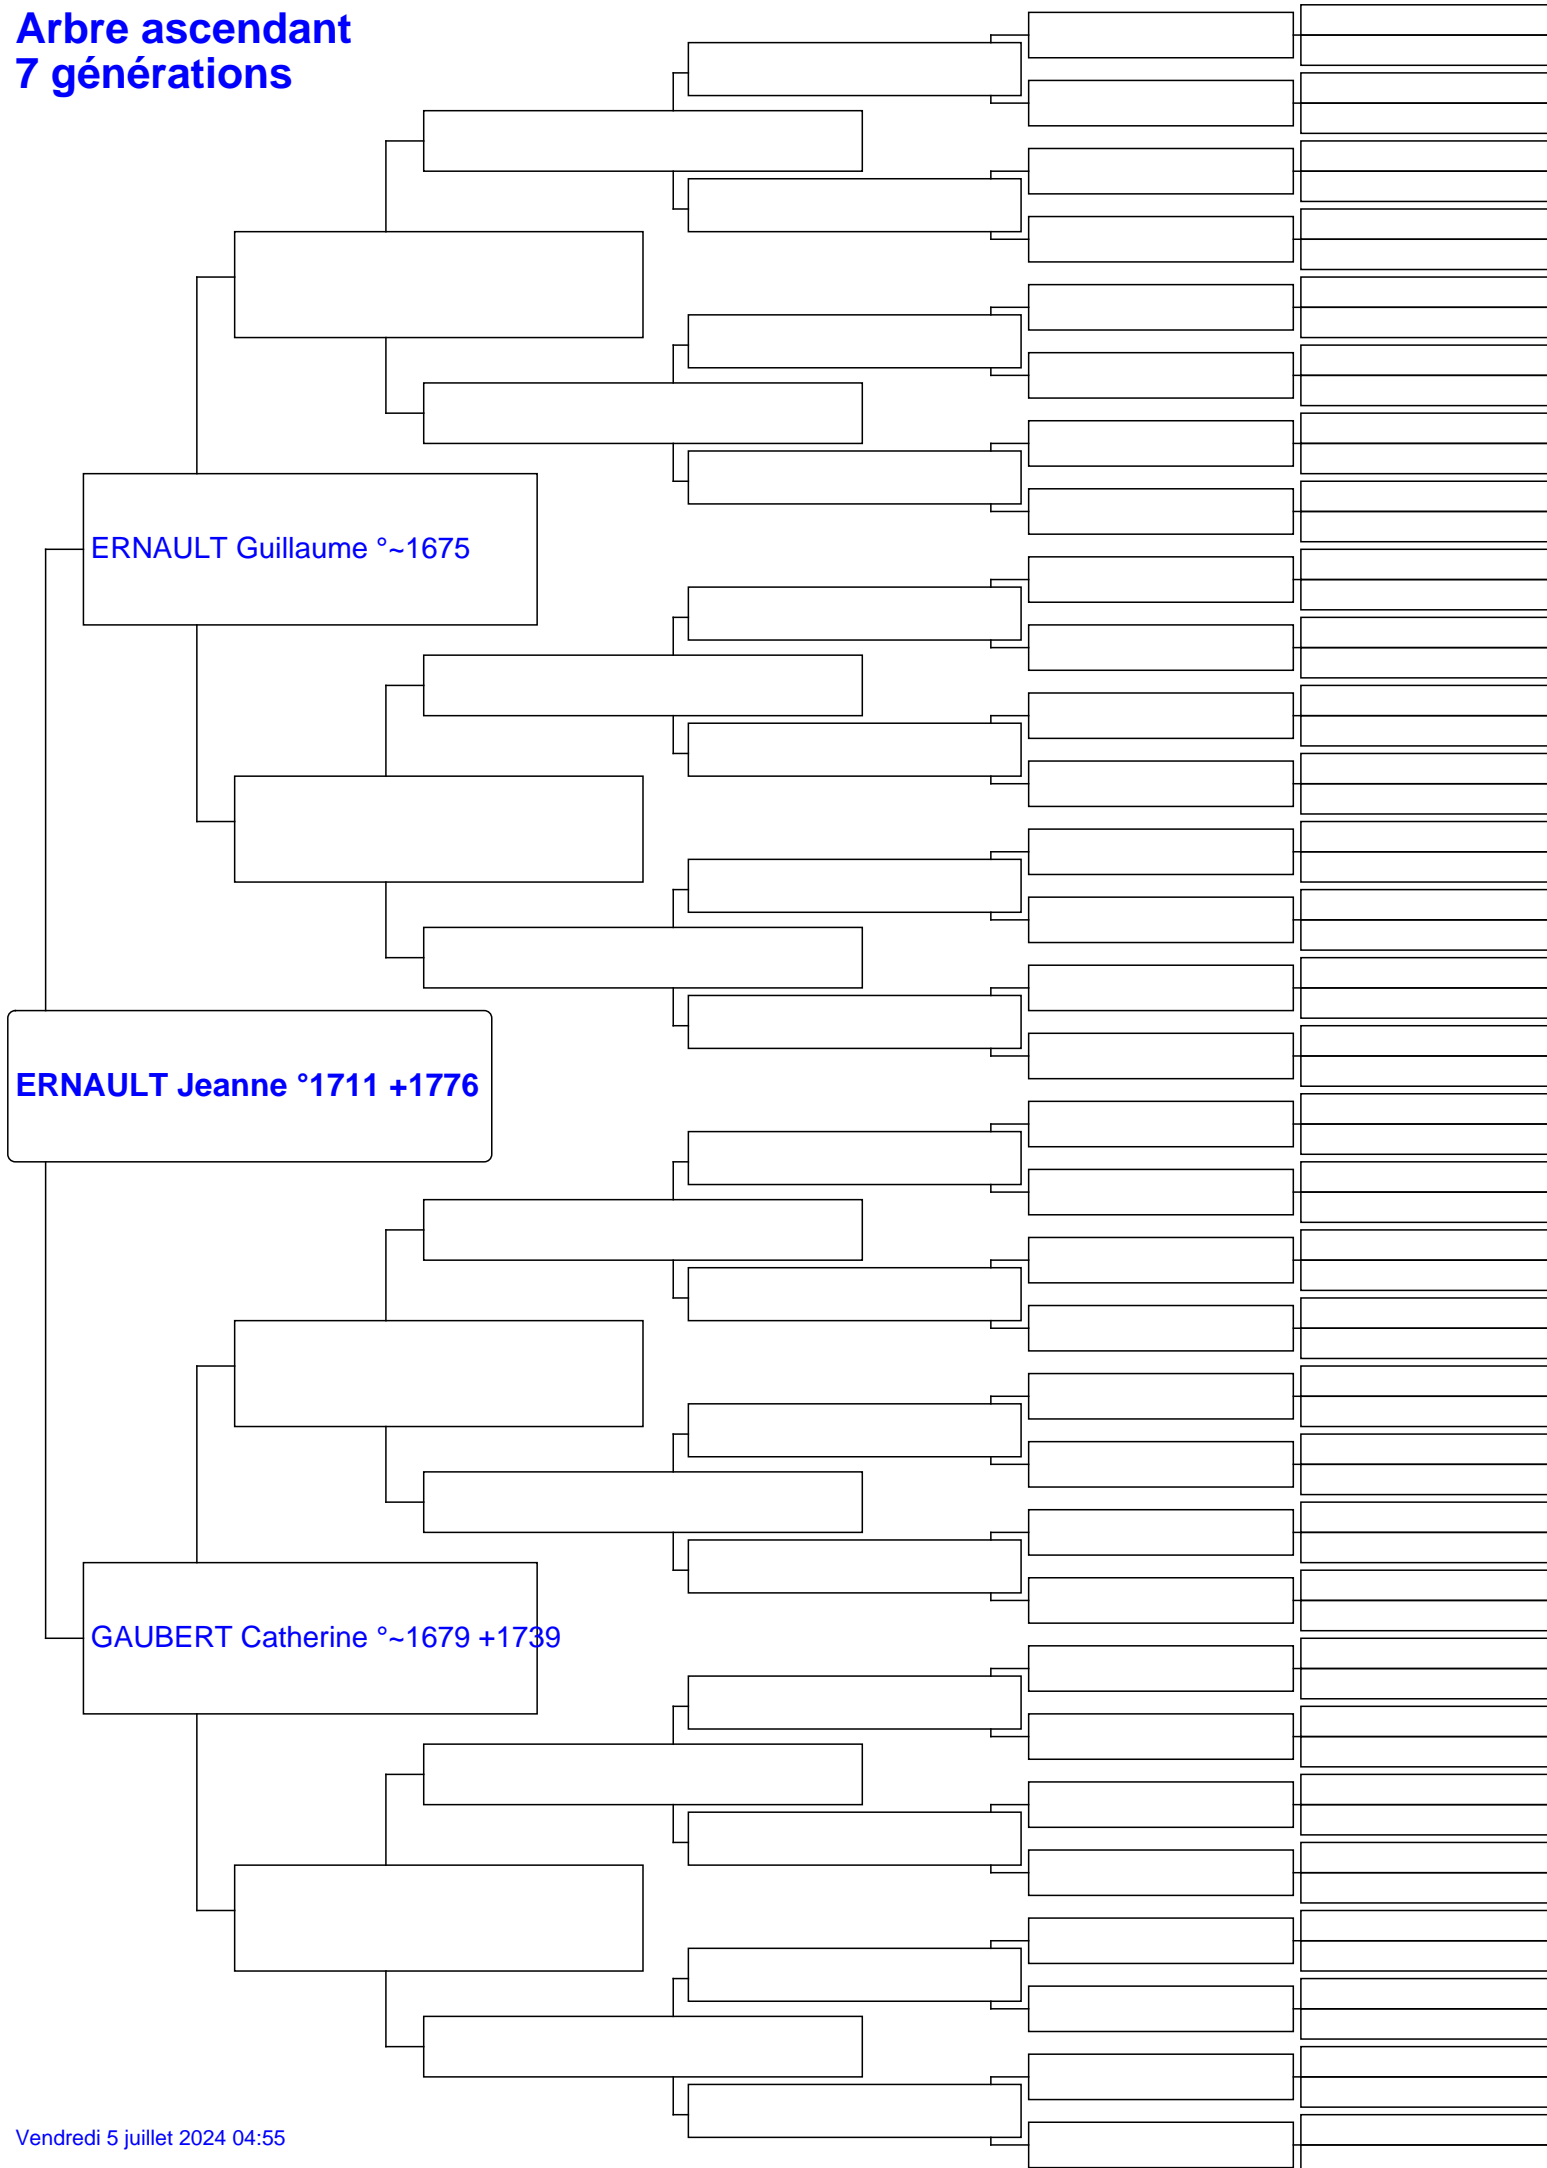 Arbre ascendant
7 générations
ERNAULT Guillaume °~1675
ERNAULT Jeanne °1711 +1776
GAUBERT Catherine °~1679 +1739
Vendredi 5 juillet 2024 04:55